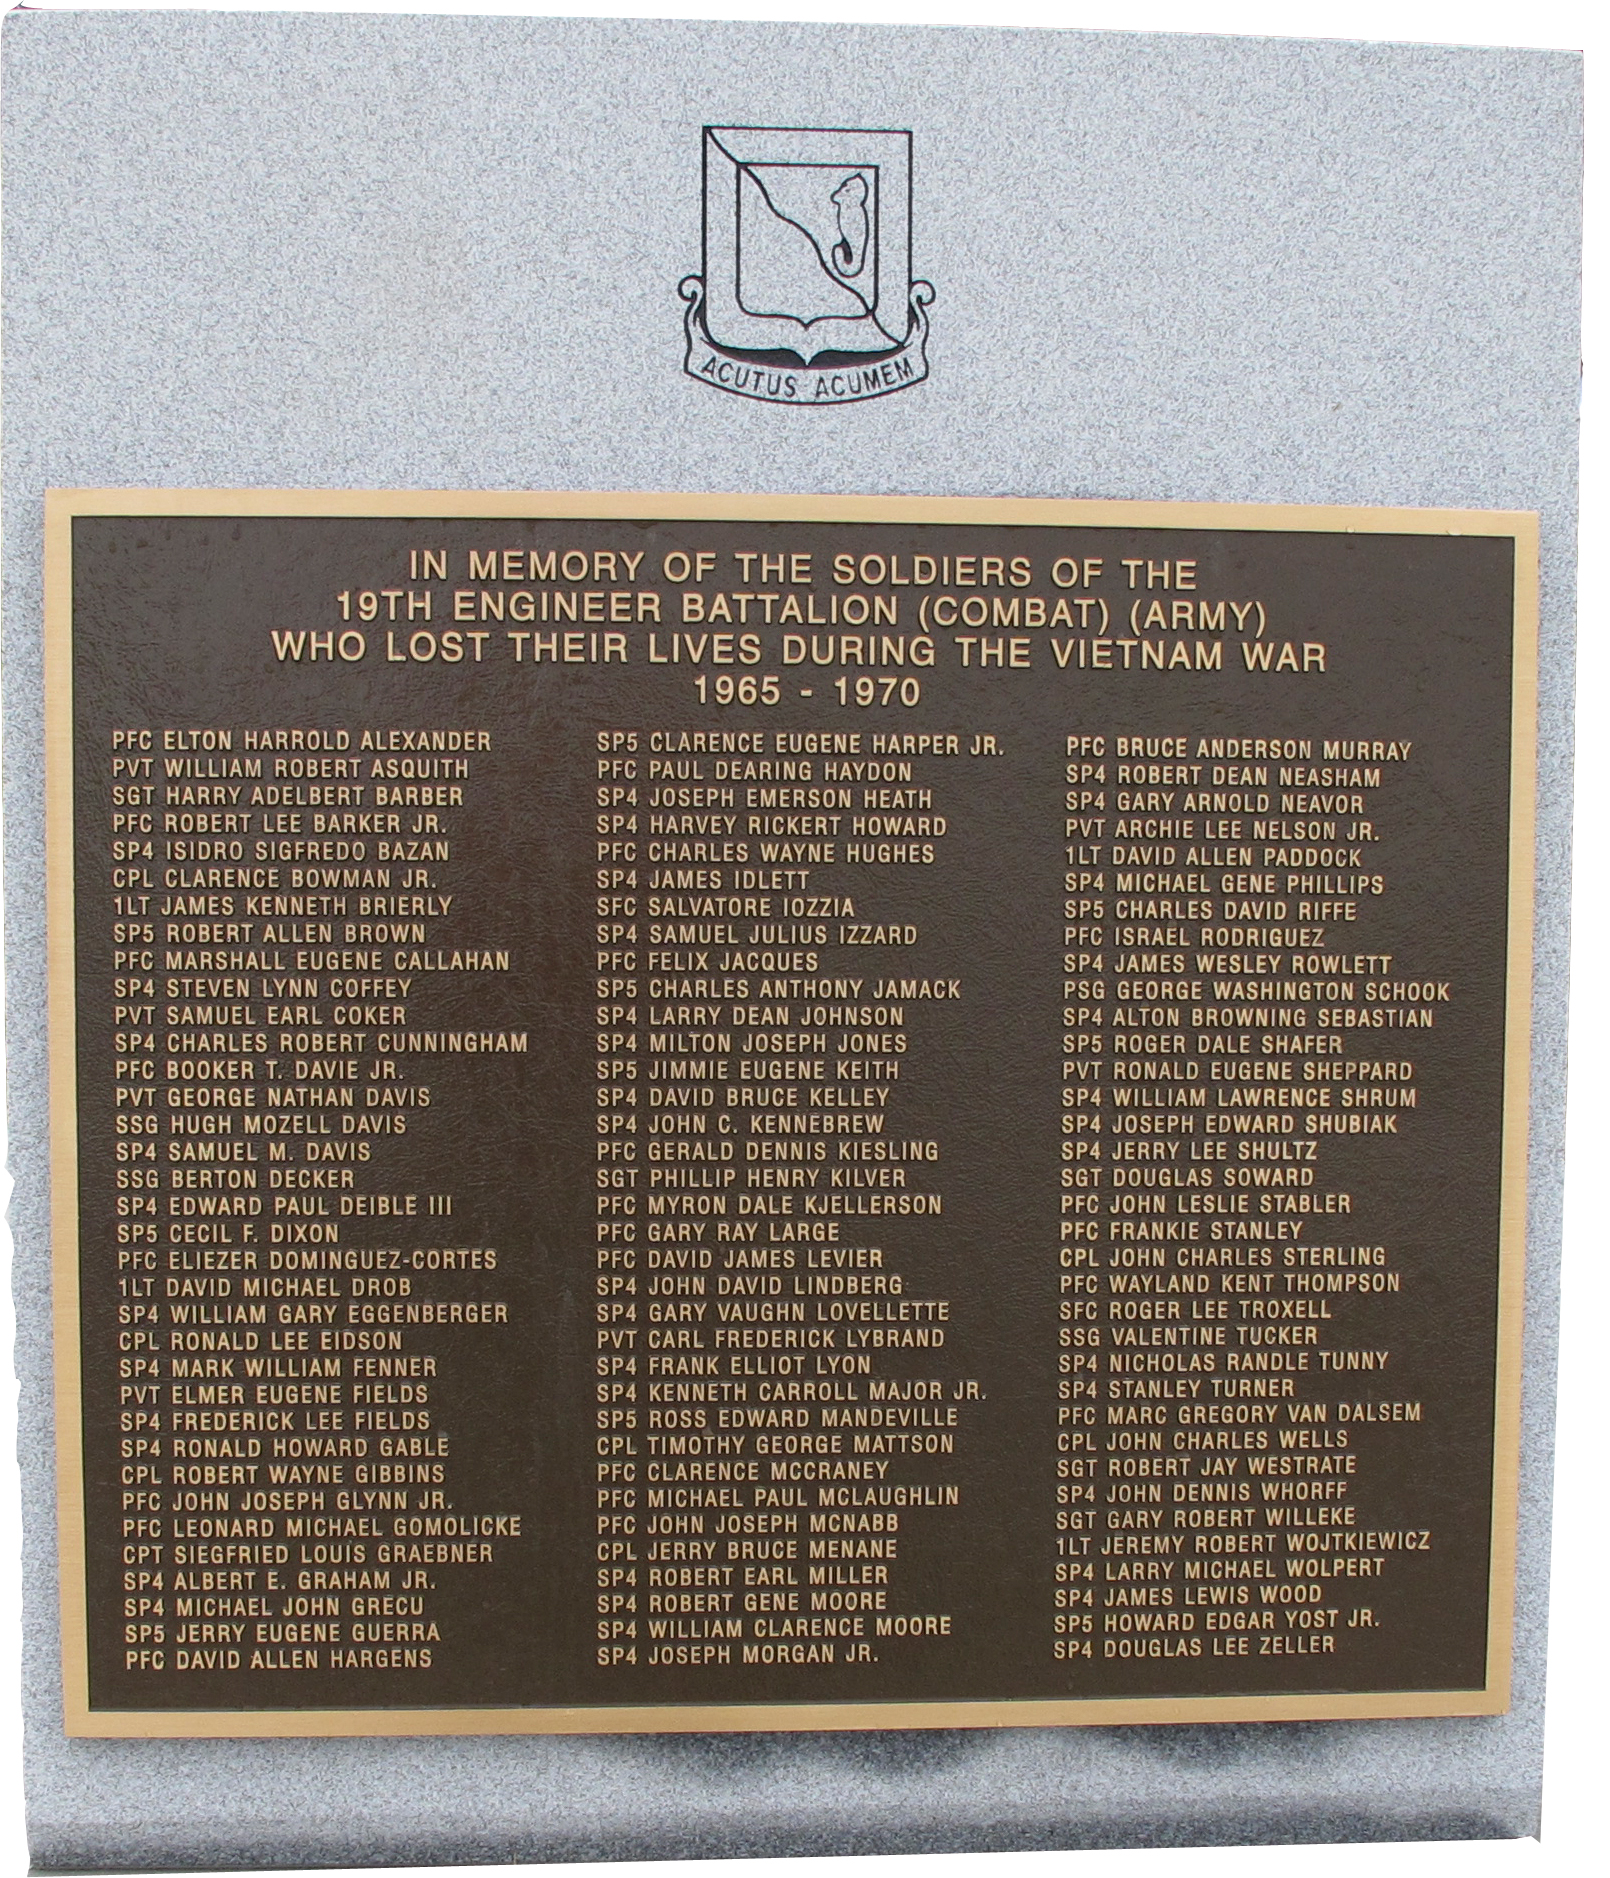 ACUTUS ACUMEM
IN MEMORY OF THE SOLDIERS OF THE
19TH ENGINEER BATTALION (COMBAT) (ARMY)
WHO LOST THEIR LIVES DURING THE VIETNAM WAR
1965 - 1970
PFC ELTON HARROLD ALEXANDER
PVT WILLIAM ROBERT ASQUITH
SGT HARRY ADELBERT BARBER
PFC ROBERT LEE BARKER JR.
SP4 ISIDRO SIGFREDO BAZAN
CPL CLARENCE BOWMAN JR.
1LT JAMES KENNETH BRIERLY
SP5 ROBERT ALLEN BROWN
PFC MARSHALL EUGENE CALLAHAN
SP4 STEVEN LYNN COFFEY
PVT SAMUEL EARL COKER
SP4 CHARLES ROBERT CUNNINGHAM
PFC BOOKER T. DAVIE JR.
PVT GEORGE NATHAN DAVIS
SSG HUGH MOZELL DAVIS
SP4 SAMUEL M. DAVIS
SSG BERTON DECKER
SP4 EDWARD PAUL DEIBLE III
SP5 CECIL F. DIXON
PFC ELIEZER DOMINGUEZ-CORTES
1LT DAVID MICHAEL DROB
SP4 WILLIAM GARY EGGENBERGER
CPL RONALD LEE EIDSON
SP4 MARK WILLIAM FENNER
PVT ELMER EUGENE FIELDS
SP4 FREDERICK LEE FIELDS
SP4 RONALD HOWARD GABLE
CPL ROBERT WAYNE GIBBINS
PFC JOHN JOSEPH GLYNN JR.
PFC LEONARD MICHAEL GOMOLICKE
CPT SIEGFRIED LOUIS GRAEBNER
SP4 ALBERT E. GRAHAM JR.
SP4 MICHAEL JOHN GRECU
SP5 JERRY EUGENE GUERRA
PFC DAVID ALLEN HARGENS
SP5 CLARENCE EUGENE HARPER JR.
PFC PAUL DEARING HAYDON
SP4 JOSEPH EMERSON HEATH
SP4 HARVEY RICKERT HOWARD
PFC CHARLES WAYNE HUGHES
SP4 JAMES IDLETT
SFC SALVATORE IOZZIA
SP4 SAMUEL JULIUS IZZARD
PFC FELIX JACQUES
SP5 CHARLES ANTHONY JAMACK
SP4 LARRY DEAN JOHNSON
SP4 MILTON JOSEPH JONES
SP5 JIMMIE EUGENE KEITH
SP4 DAVID BRUCE KELLEY
SP4 JOHN C. KENNEBREW
PFC GERALD DENNIS KIESLING
SGT PHILLIP HENRY KILVER
PFC MYRON DALE KJELLERSON
PFC GARY RAY LARGE
PFC DAVID JAMES LEVIER
SP4 JOHN DAVID LINDBERG
SP4 GARY VAUGHN LOVELLETTE
PVT CARL FREDERICK LYBRAND
SP4 FRANK ELLIOT LYON
SP4 KENNETH CARROLL MAJOR JR.
SP5 ROSS EDWARD MANDEVILLE
CPL TIMOTHY GEORGE MATTSON
PFC CLARENCE MCCRANEY
PFC MICHAEL PAUL MCLAUGHLIN
PFC JOHN JOSEPH MCNABB
CPL JERRY BRUCE MENANE
SP4 ROBERT EARL MILLER
SP4 ROBERT GENE MOORE
SP4 WILLIAM CLARENCE MOORE
SP4 JOSEPH MORGAN JR.
PFC BRUCE ANDERSON MURRAY
SP4 ROBERT DEAN NEASHAM
SP4 GARY ARNOLD NEAVOR
PVT ARCHIE LEE NELSON JR.
1LT DAVID ALLEN PADDOCK
SP4 MICHAEL GENE PHILLIPS
SP5 CHARLES DAVID RIFFE
PFC ISRAEL RODRIGUEZ
SP4 JAMES WESLEY ROWLETT
PSG GEORGE WASHINGTON SCHOOK
SP4 ALTON BROWNING SEBASTIAN
SP5 ROGER DALE SHAFER
PVT RONALD EUGENE SHEPPARD
SP4 WILLIAM LAWRENCE SHRUM
SP4 JOSEPH EDWARD SHUBIAK
SP4 JERRY LEE SHULTZ
SGT DOUGLAS SOWARD
PFC JOHN LESLIE STABLER
PFC FRANKIE STANLEY
CPL JOHN CHARLES STERLING
PFC WAYLAND KENT THOMPSON
SFC ROGER LEE TROXELL
SSG VALENTINE TUCKER
SP4 NICHOLAS RANDLE TUNNY
SP4 STANLEY TURNER
PFC MARC GREGORY VAN DALSEM
CPL JOHN CHARLES WELLS
SGT ROBERT JAY WESTRATE
SP4 JOHN DENNIS WHORFF
SGT GARY ROBERT WILLEKE
1LT JEREMY ROBERT WOJTKIEWICZ
SP4 LARRY MICHAEL WOLPERT
SP4 JAMES LEWIS WOOD
SP5 HOWARD EDGAR YOST JR.
SP4 DOUGLAS LEE ZELLER